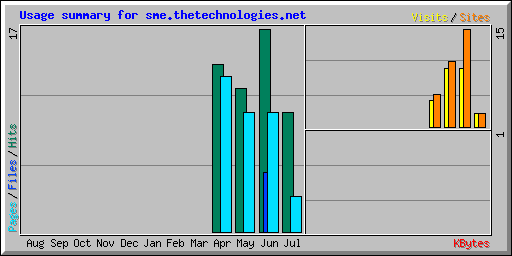 Usage summary for sme.thetechnologies.net
Visits/Sites
17
15
1
Pages/Files/Hits
Aug Sep Oct Nov Dec Jan Feb Mar Apr May Jun Jul
KBytes